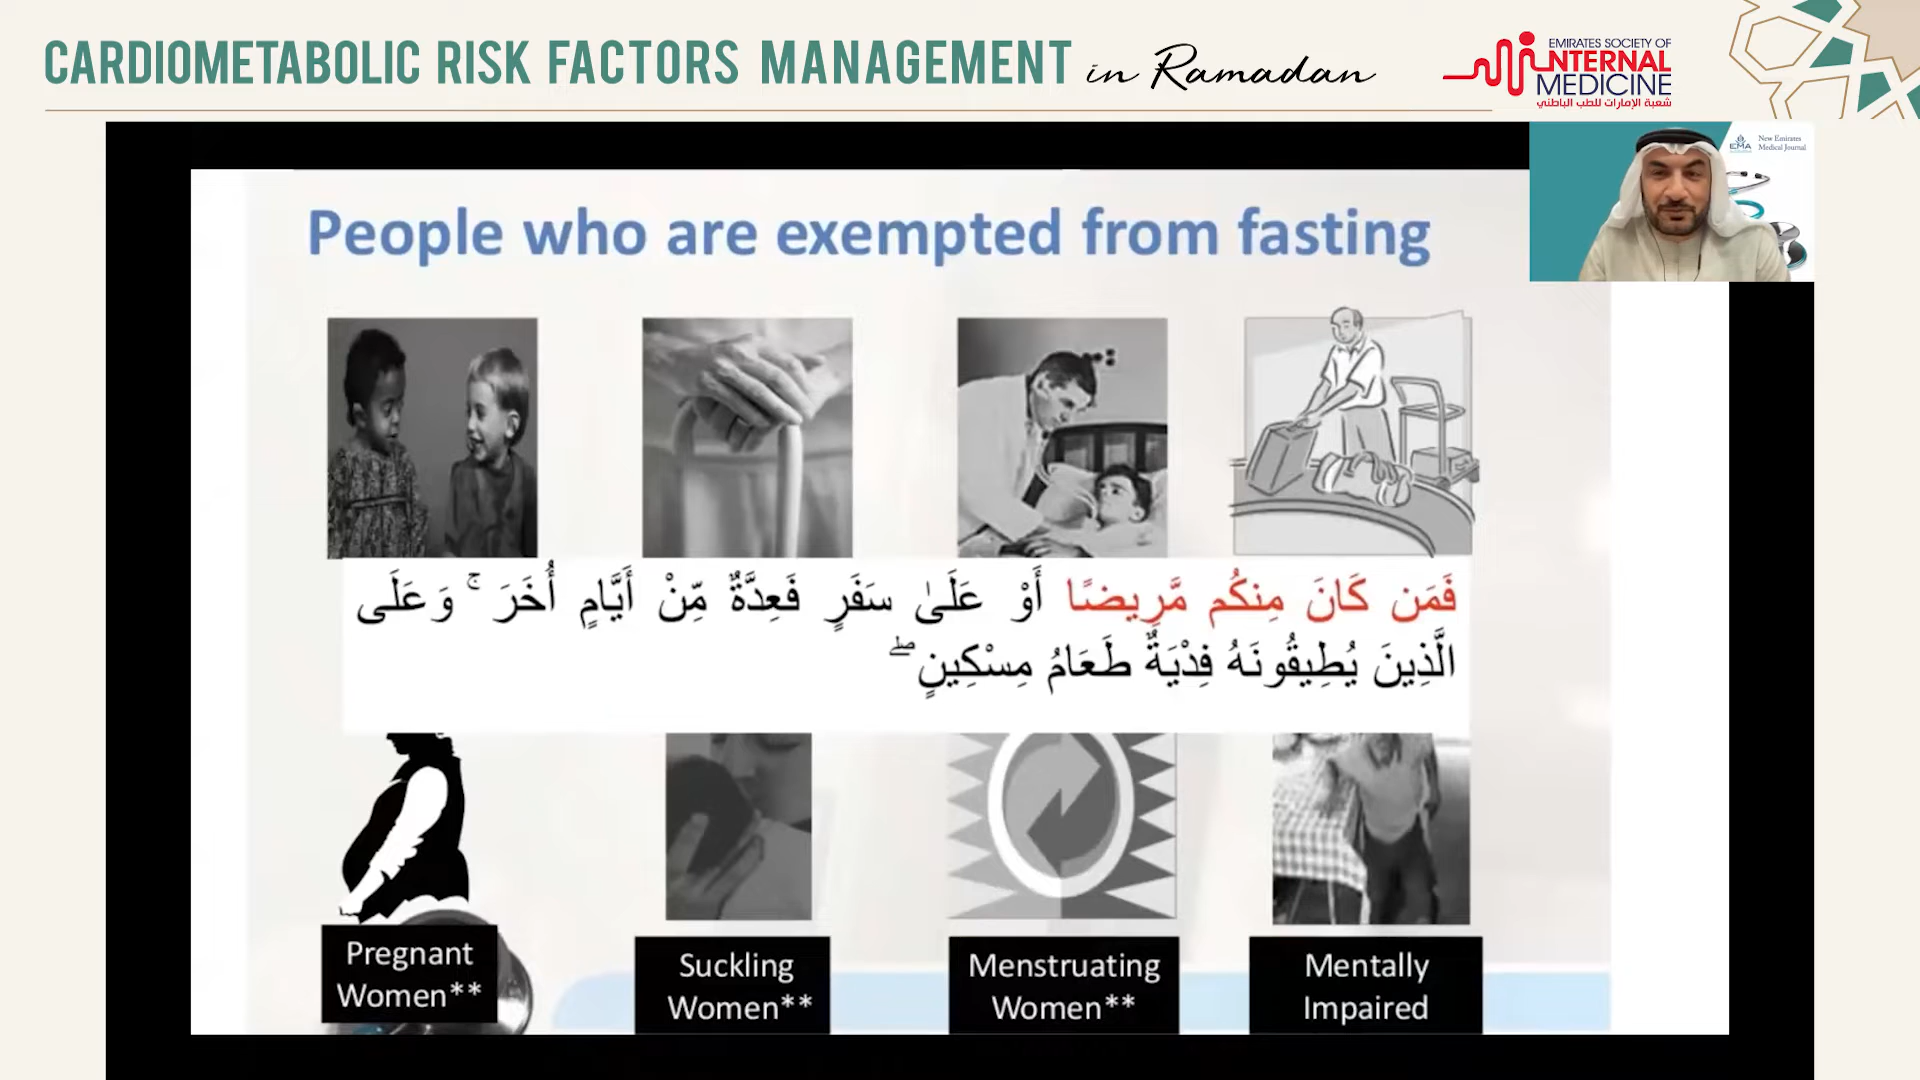 CARDIOMETABOLIC RISK FACTORS MANAGEMENT in Ramadan
EMIRATES SOCIETY OF
INTERNAL
MEDICINE
شعبة الإمارات للطب الباطني
EMA
New Emirates
Medical Journal
People who are exempted from fasting
فَمَن كَانَ مِنكُم مَّرِيضًا أَوْ عَلَىٰ سَفَرٍ فَعِدَّةٌ مِّنْ أَيَّامٍ أُخَرَ ۚ وَعَلَى
الَّذِينَ يُطِيقُونَهُ فِدْيَةٌ طَعَامُ مِسْكِينٍ ۖ
Pregnant
Women**
Suckling
Women**
Menstruating
Women**
Mentally
Impaired